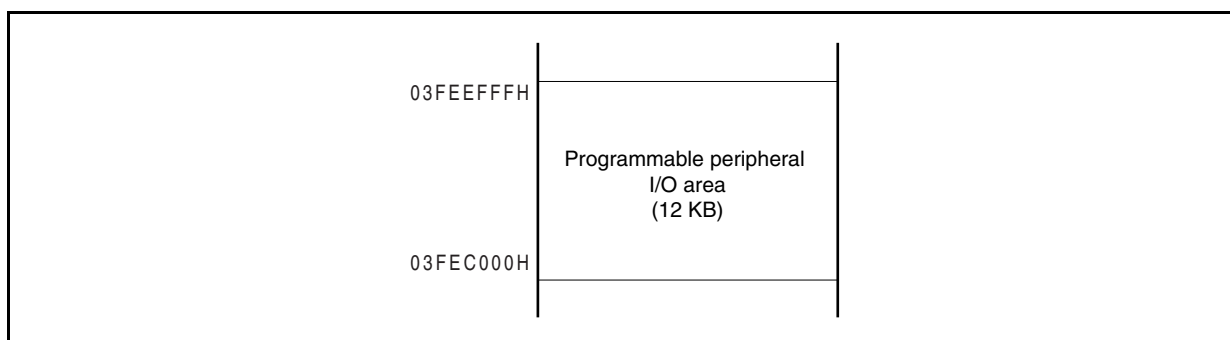 03FEEFFFH
Programmable peripheral
I/O area
(12 KB)
03FEC000H